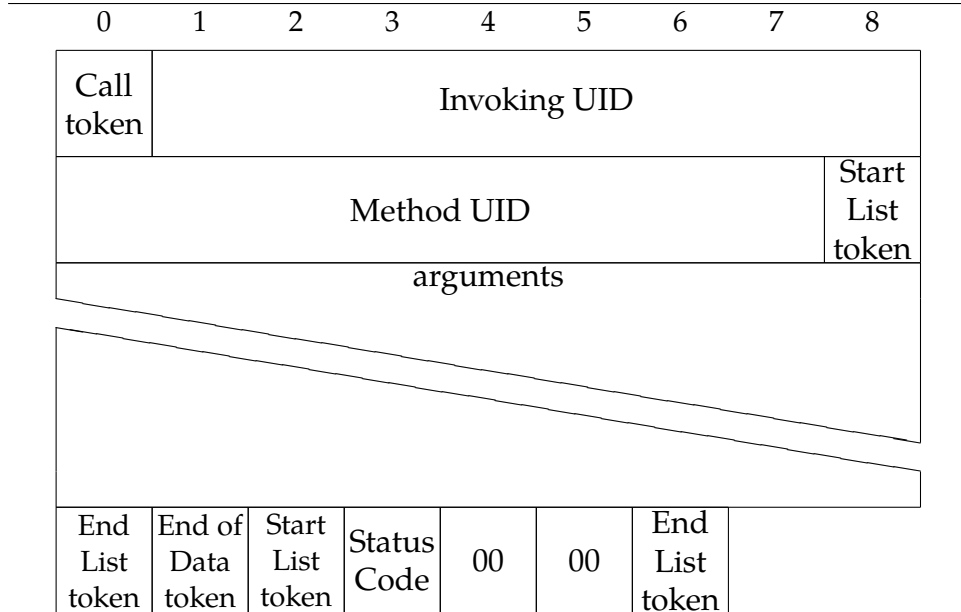 0 1 2 3 4 5 6 7 8
Call
token
Invoking UID
Method UID
Start
List
token
arguments
End
List
token
End of
Data
token
Start
List
token
Status
Code
00
00
End
List
token